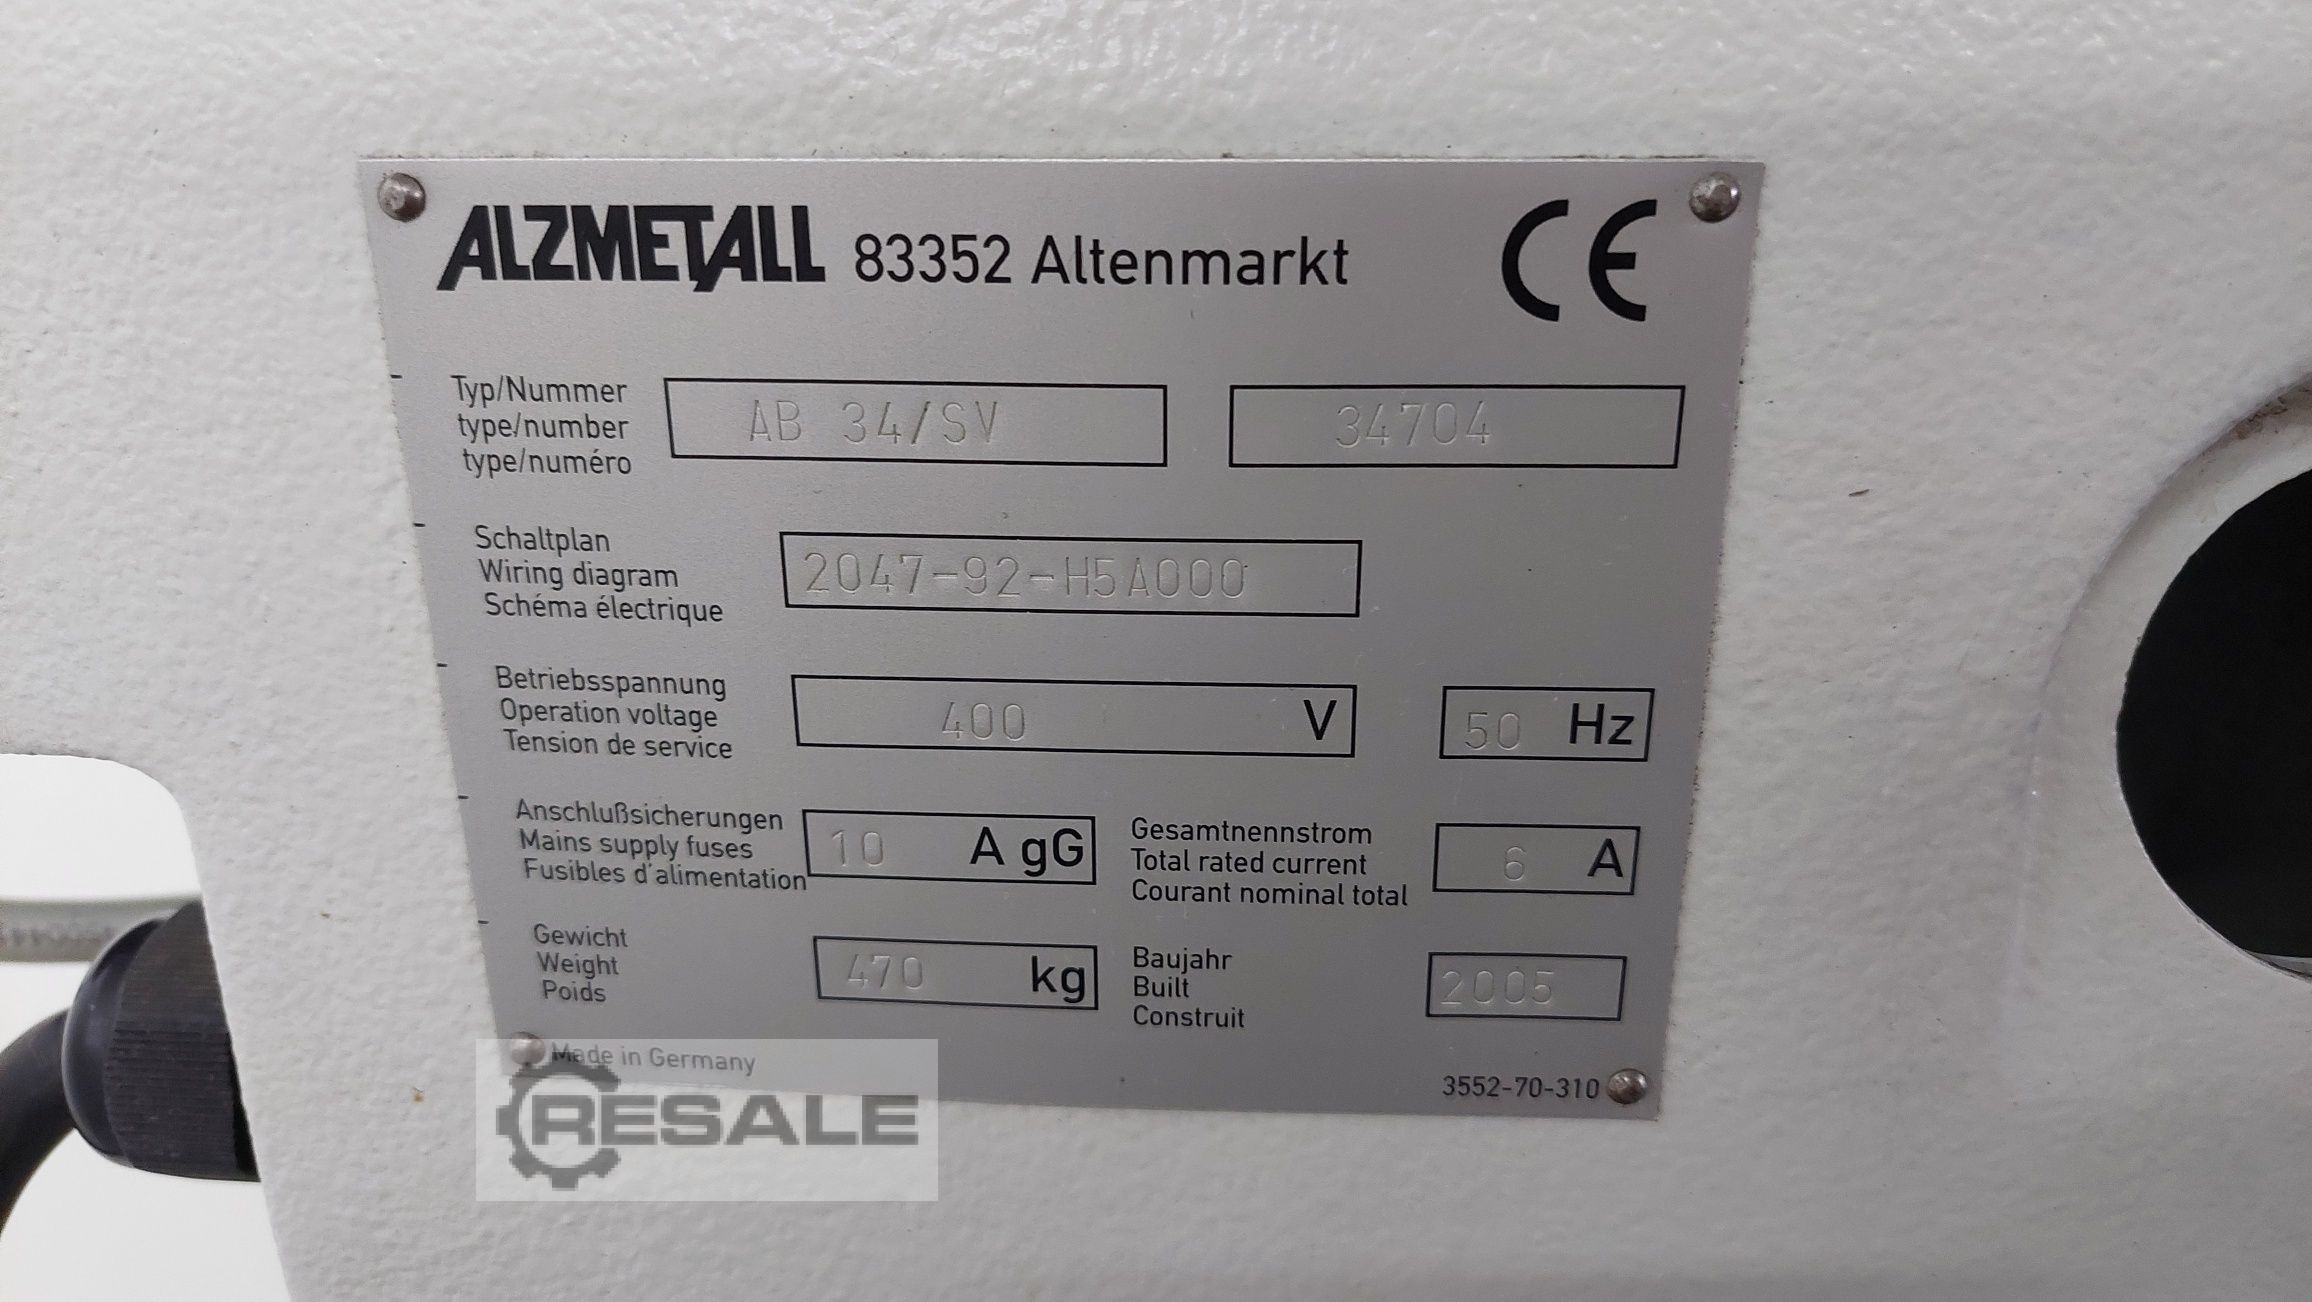 ALZMETALL 83352 Altenmarkt CE
Typ/Nummer
type/number
type/numéro
AB 34/SV
34704
Schaltplan
Wiring diagram
Schéma électrique
2047-92-H5A000
Betriebsspannung
Operation voltage
Tension de service
400 V
50 Hz
Anschlußsicherungen
Mains supply fuses
Fusibles d'alimentation
10 A gG
Gesamtnennstrom
Total rated current
Courant nominal total
6 A
Gewicht
Weight
Poids
470 kg
Baujahr
Built
Construit
2005
Made in Germany
3552-70-310
RESALE